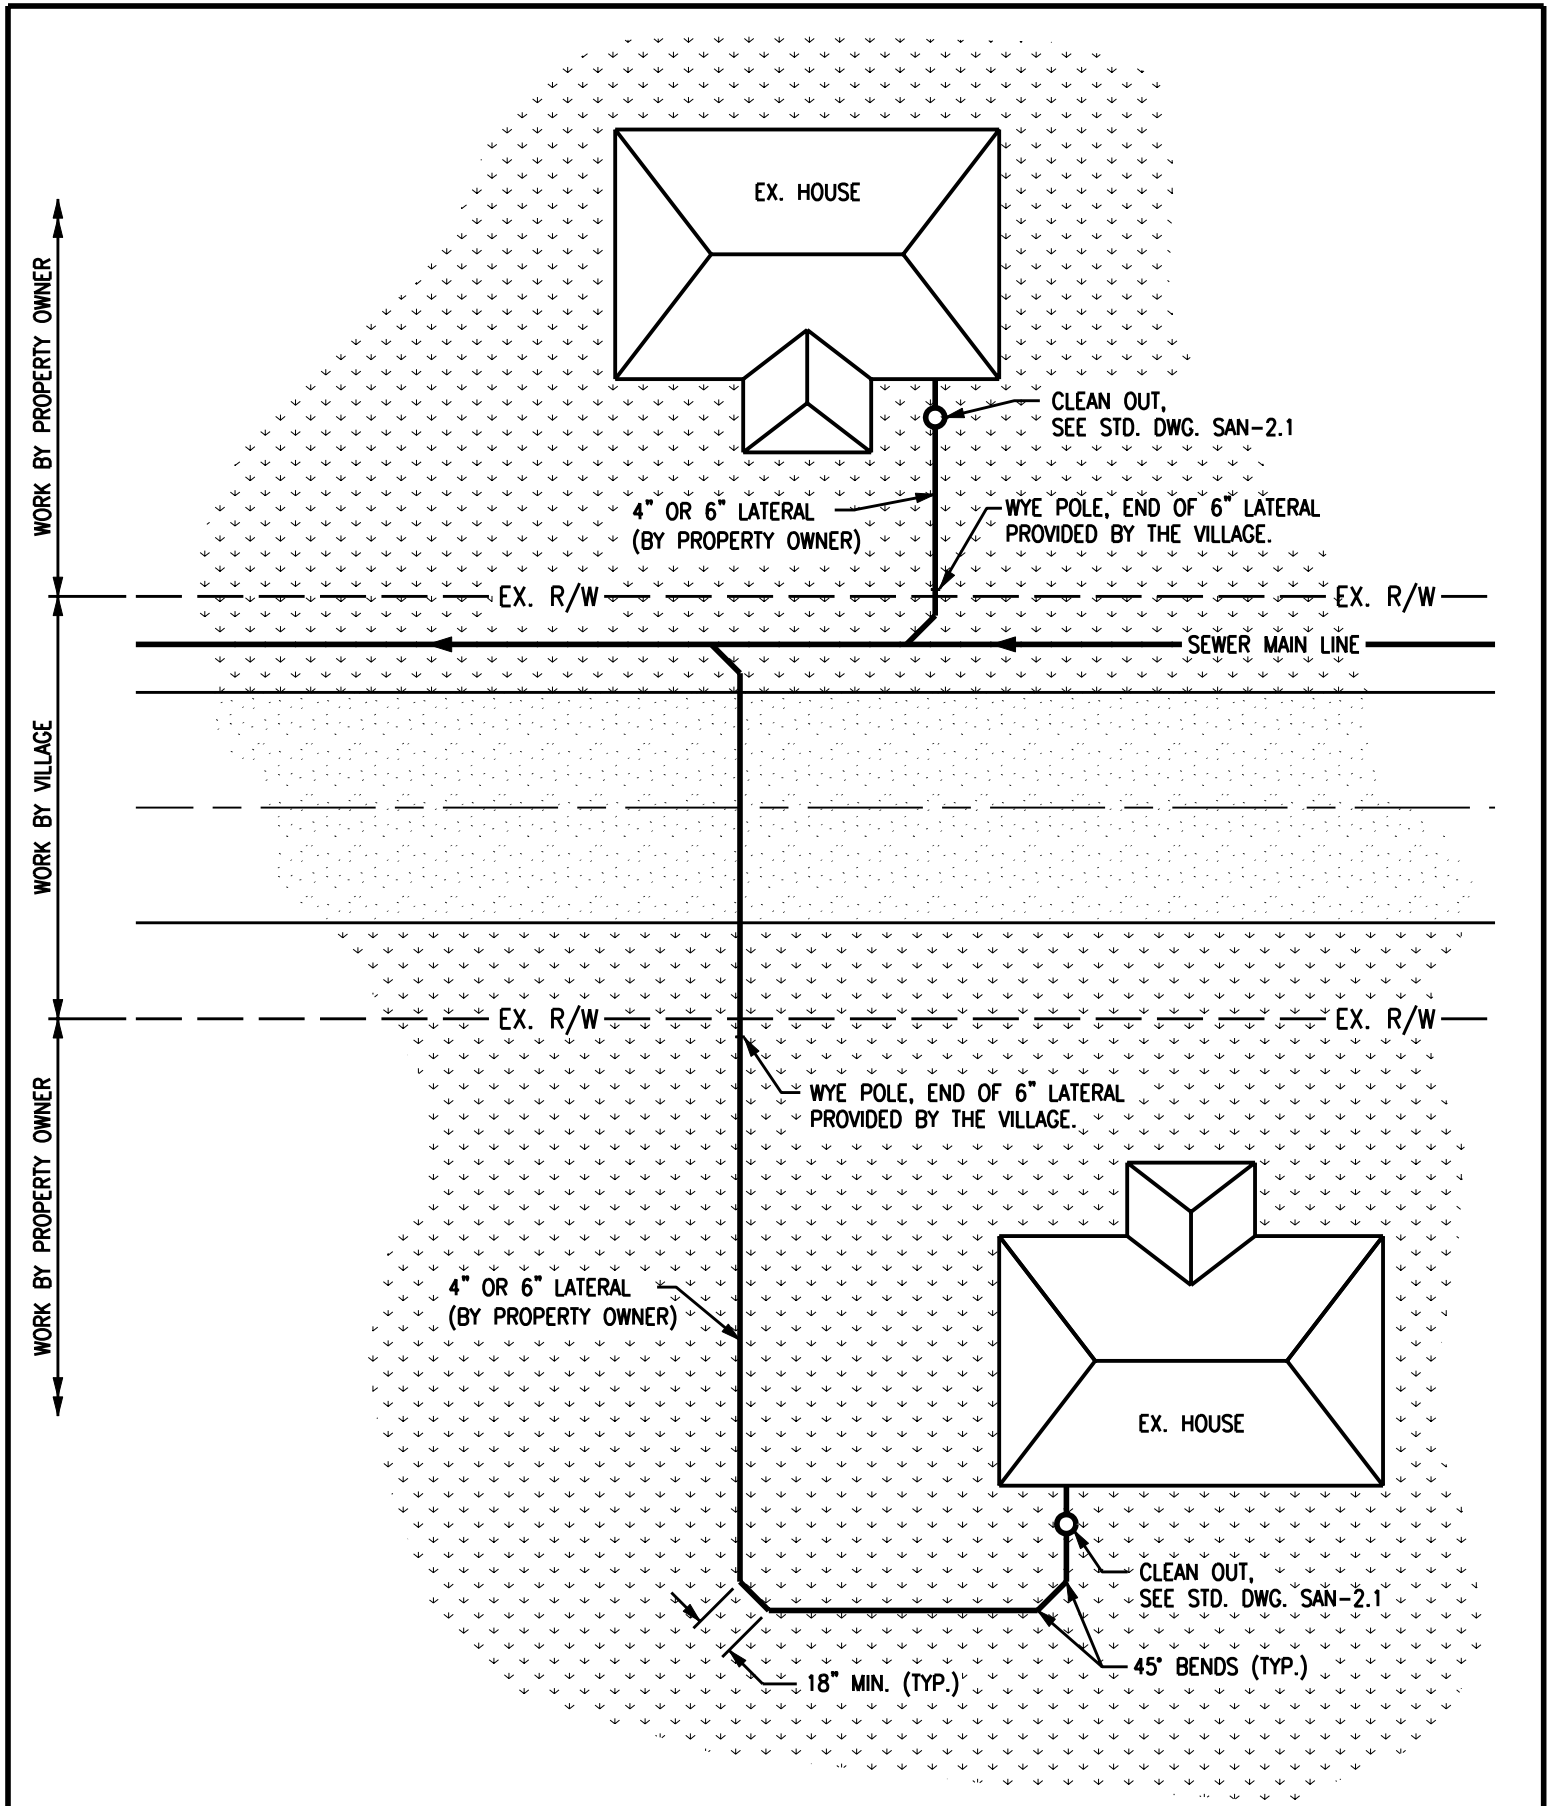 EX. HOUSE
WORK BY PROPERTY OWNER
CLEAN OUT,
SEE STD. DWG. SAN-2.1
4" OR 6" LATERAL
(BY PROPERTY OWNER)
WYE POLE, END OF 6" LATERAL
PROVIDED BY THE VILLAGE.
EX. R/W
EX. R/W
SEWER MAIN LINE
WORK BY VILLAGE
EX. R/W
EX. R/W
WYE POLE, END OF 6" LATERAL
PROVIDED BY THE VILLAGE.
WORK BY PROPERTY OWNER
4" OR 6" LATERAL
(BY PROPERTY OWNER)
EX. HOUSE
CLEAN OUT,
SEE STD. DWG. SAN-2.1
45° BENDS (TYP.)
18" MIN. (TYP.)